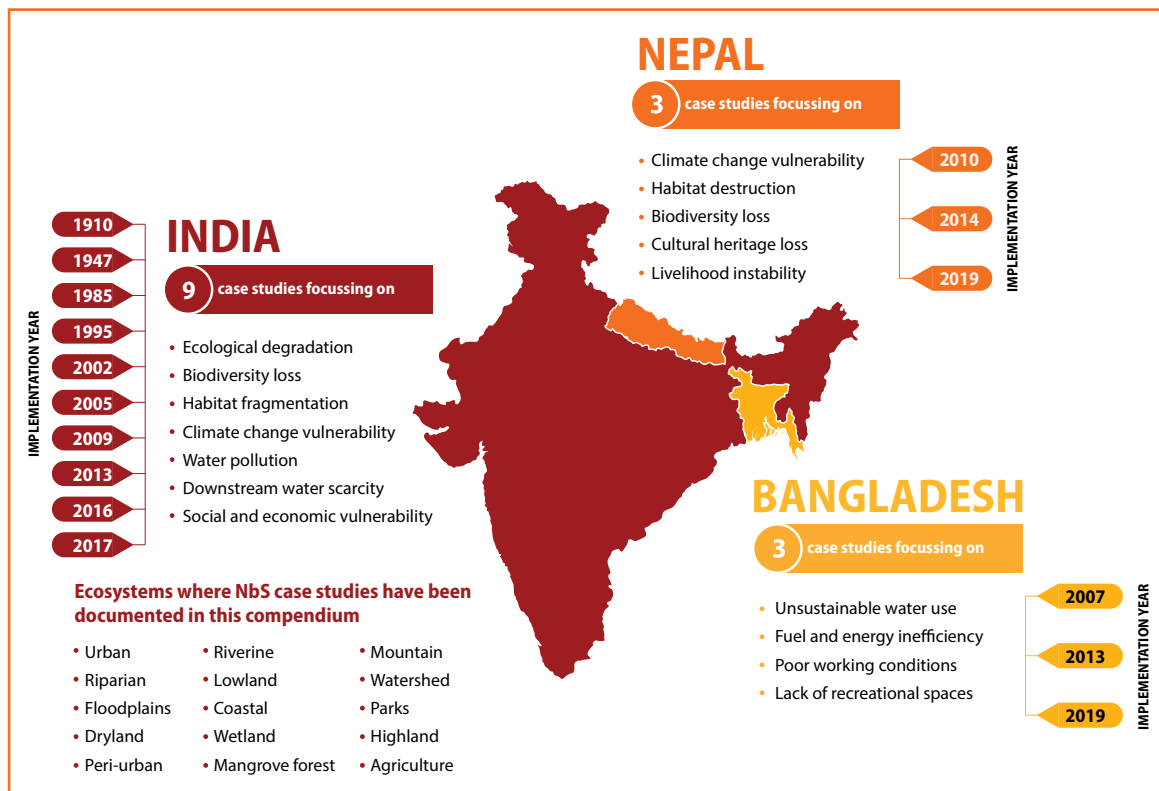 NEPAL
3 case studies focussing on
• Climate change vulnerability
• Habitat destruction
• Biodiversity loss
• Cultural heritage loss
• Livelihood instability
2010
2014
2019
IMPLEMENTATION YEAR
INDIA
9 case studies focussing on
• Ecological degradation
• Biodiversity loss
• Habitat fragmentation
• Climate change vulnerability
• Water pollution
• Downstream water scarcity
• Social and economic vulnerability
1910
1947
1985
1995
2002
2005
2009
2013
2016
2017
IMPLEMENTATION YEAR
BANGLADESH
3 case studies focussing on
• Unsustainable water use
• Fuel and energy inefficiency
• Poor working conditions
• Lack of recreational spaces
2007
2013
2019
IMPLEMENTATION YEAR
Ecosystems where NbS case studies have been
documented in this compendium
• Urban
• Riparian
• Floodplains
• Dryland
• Peri-urban
• Riverine
• Lowland
• Coastal
• Wetland
• Mangrove forest
• Mountain
• Watershed
• Parks
• Highland
• Agriculture